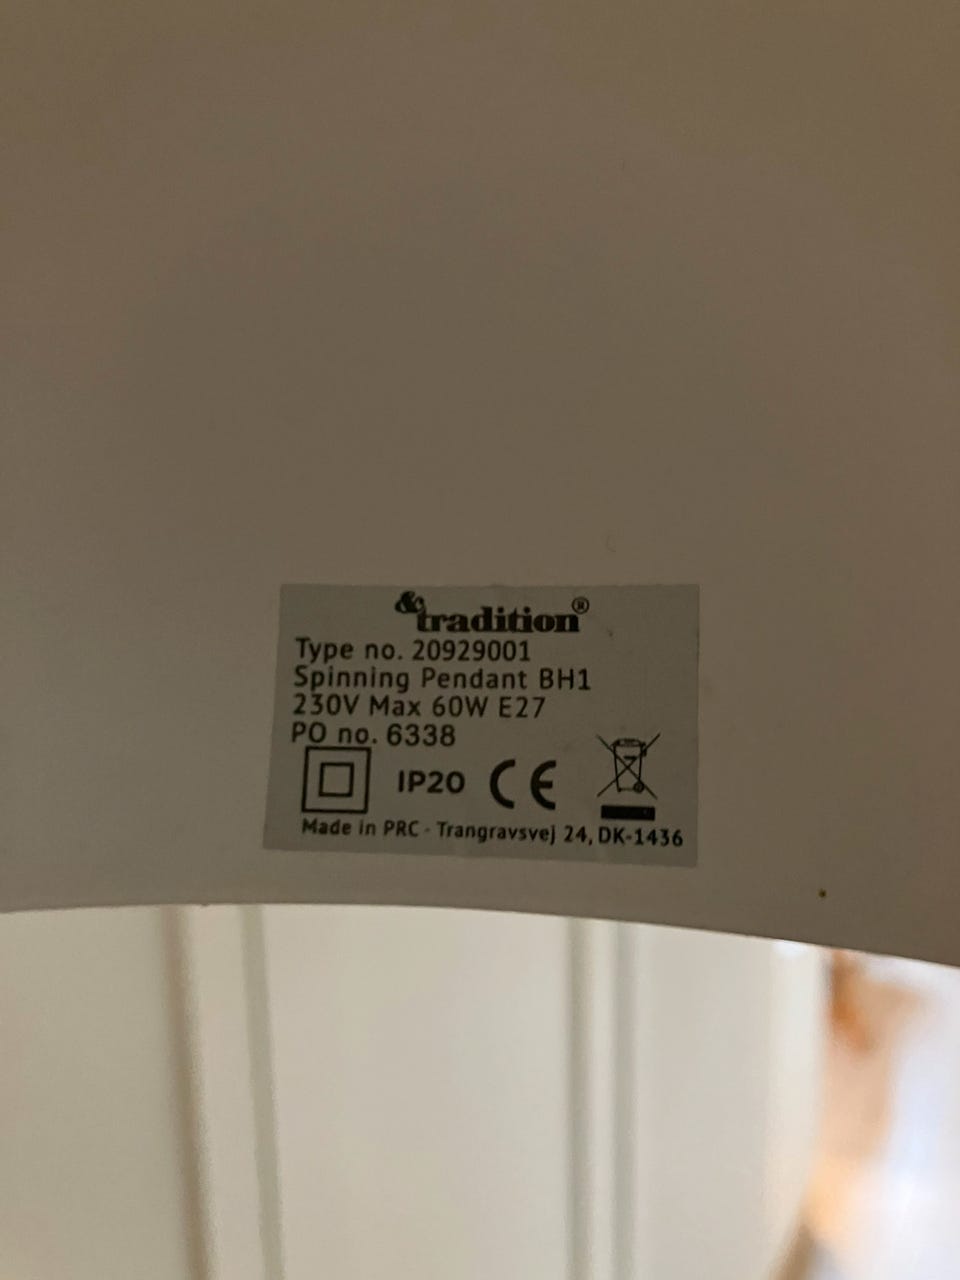 &tradition®
Type no. 20929001
Spinning Pendant BH1
230V Max 60W E27
PO no. 6338
IP20 CE
Made in PRC - Trangravsvej 24, DK-1436